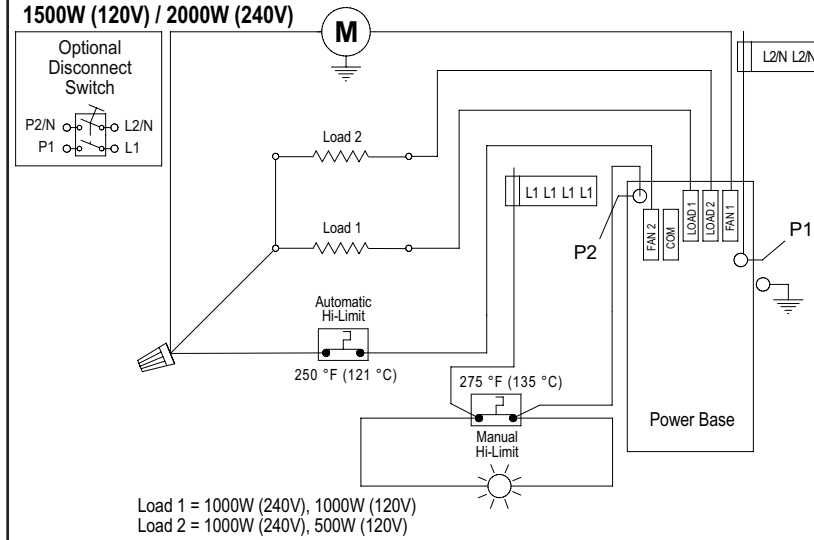 1500W (120V) / 2000W (240V)
Optional
Disconnect
Switch
P2/N
L2/N
P1
L1
M
L2/N L2/N
Load 2
L1 L1 L1 L1
Load 1
P2
FAN 2
COM
LOAD 1
LOAD 2
FAN 1
P1
Automatic
Hi-Limit
250 °F (121 °C)
275 °F (135 °C)
Manual
Hi-Limit
Power Base
Load 1 = 1000W (240V), 1000W (120V)
Load 2 = 1000W (240V), 500W (120V)